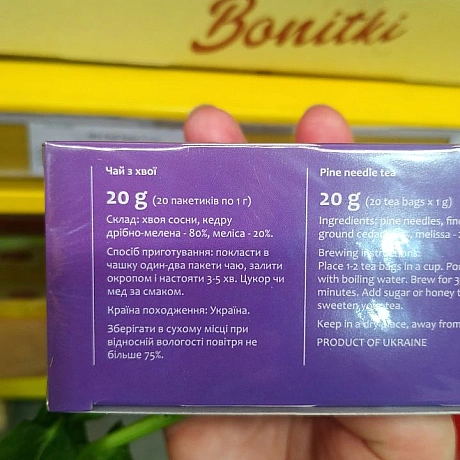 Bonitki
Чай з хвої
20 g (20 пакетиків по 1 г)
Склад: хвоя сосни, кедру
дрібно-мелена - 80%, меліса - 20%.
Спосіб приготування: покласти в
чашку один-два пакети чаю, залити
окропом і настояти 3-5 хв. Цукор чи
мед за смаком.
Країна походження: Україна.
Зберігати в сухому місці при
відносній вологості повітря не
більше 75%.
Pine needle tea
20 g (20 tea bags x 1 g)
Ingredients: pine needles, fine
ground cedar, melissa -
Brewing instructions:
Place 1-2 tea bags in a cup.
with boiling water. Brew for
minutes. Add sugar or honey
sweeten your tea.
Keep in a dry place, away from
PRODUCT OF UKRAINE